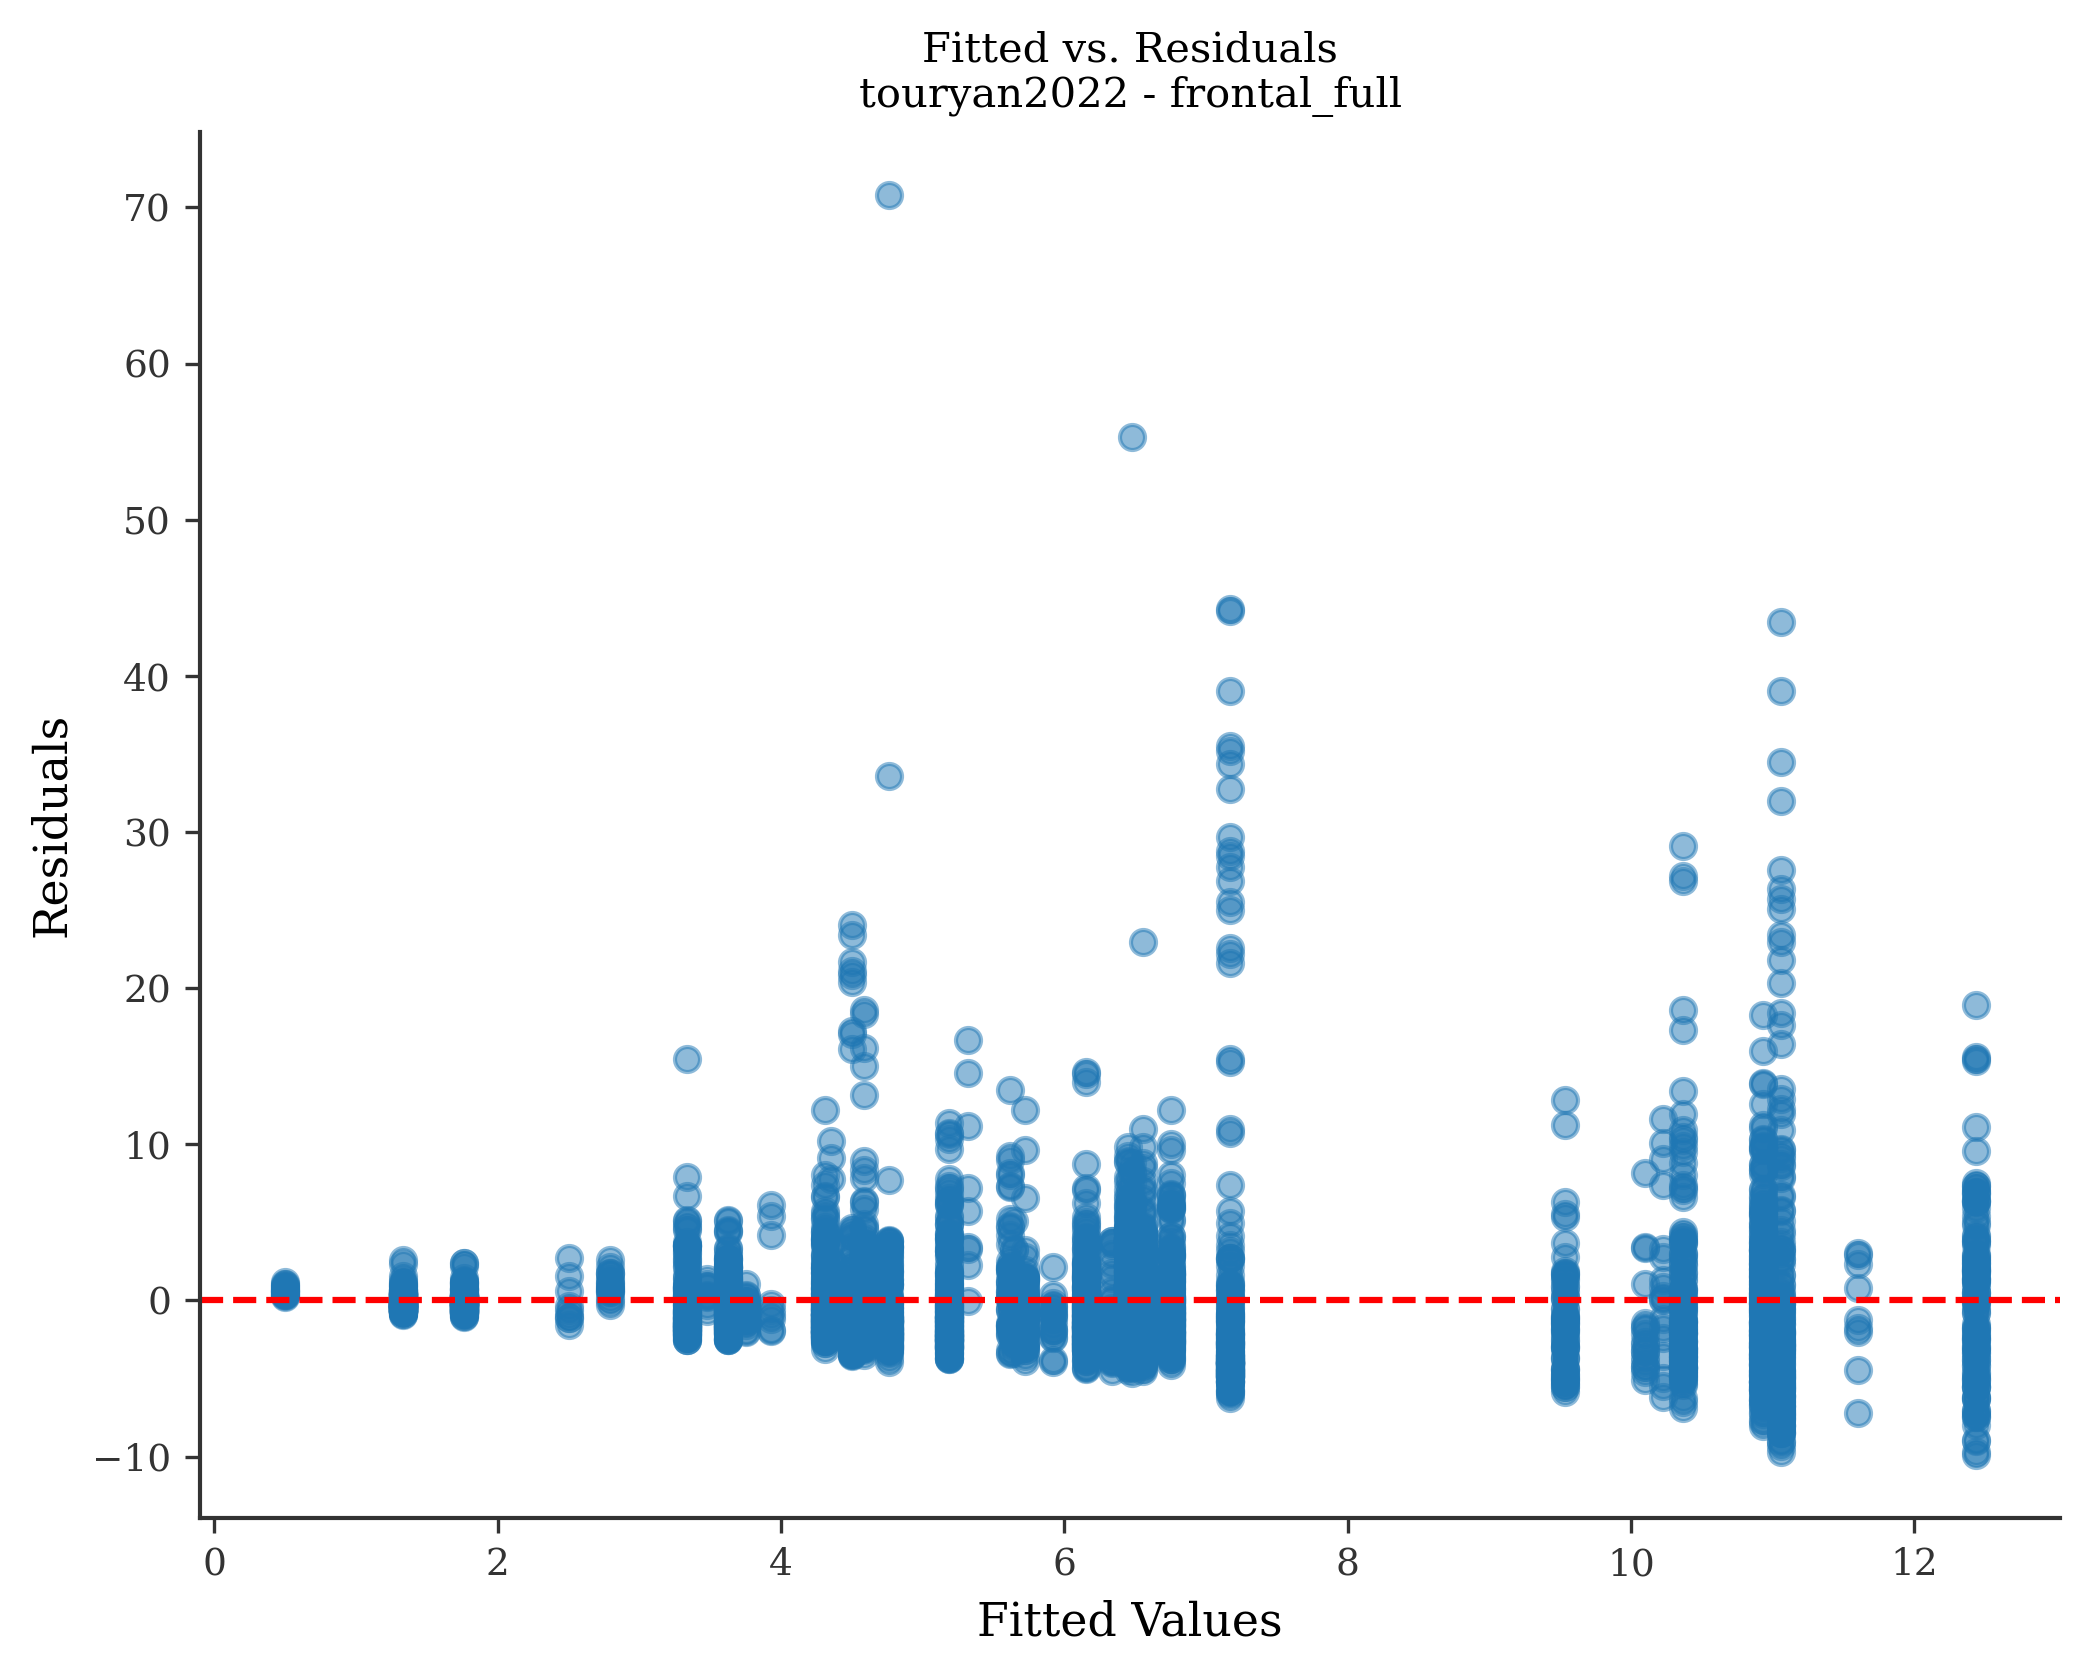 Fitted vs. Residuals
touryan2022 - frontal_full
70
60
50
40
30
20
10
0
−10
Residuals
0 2 4 6 8 10 12
Fitted Values